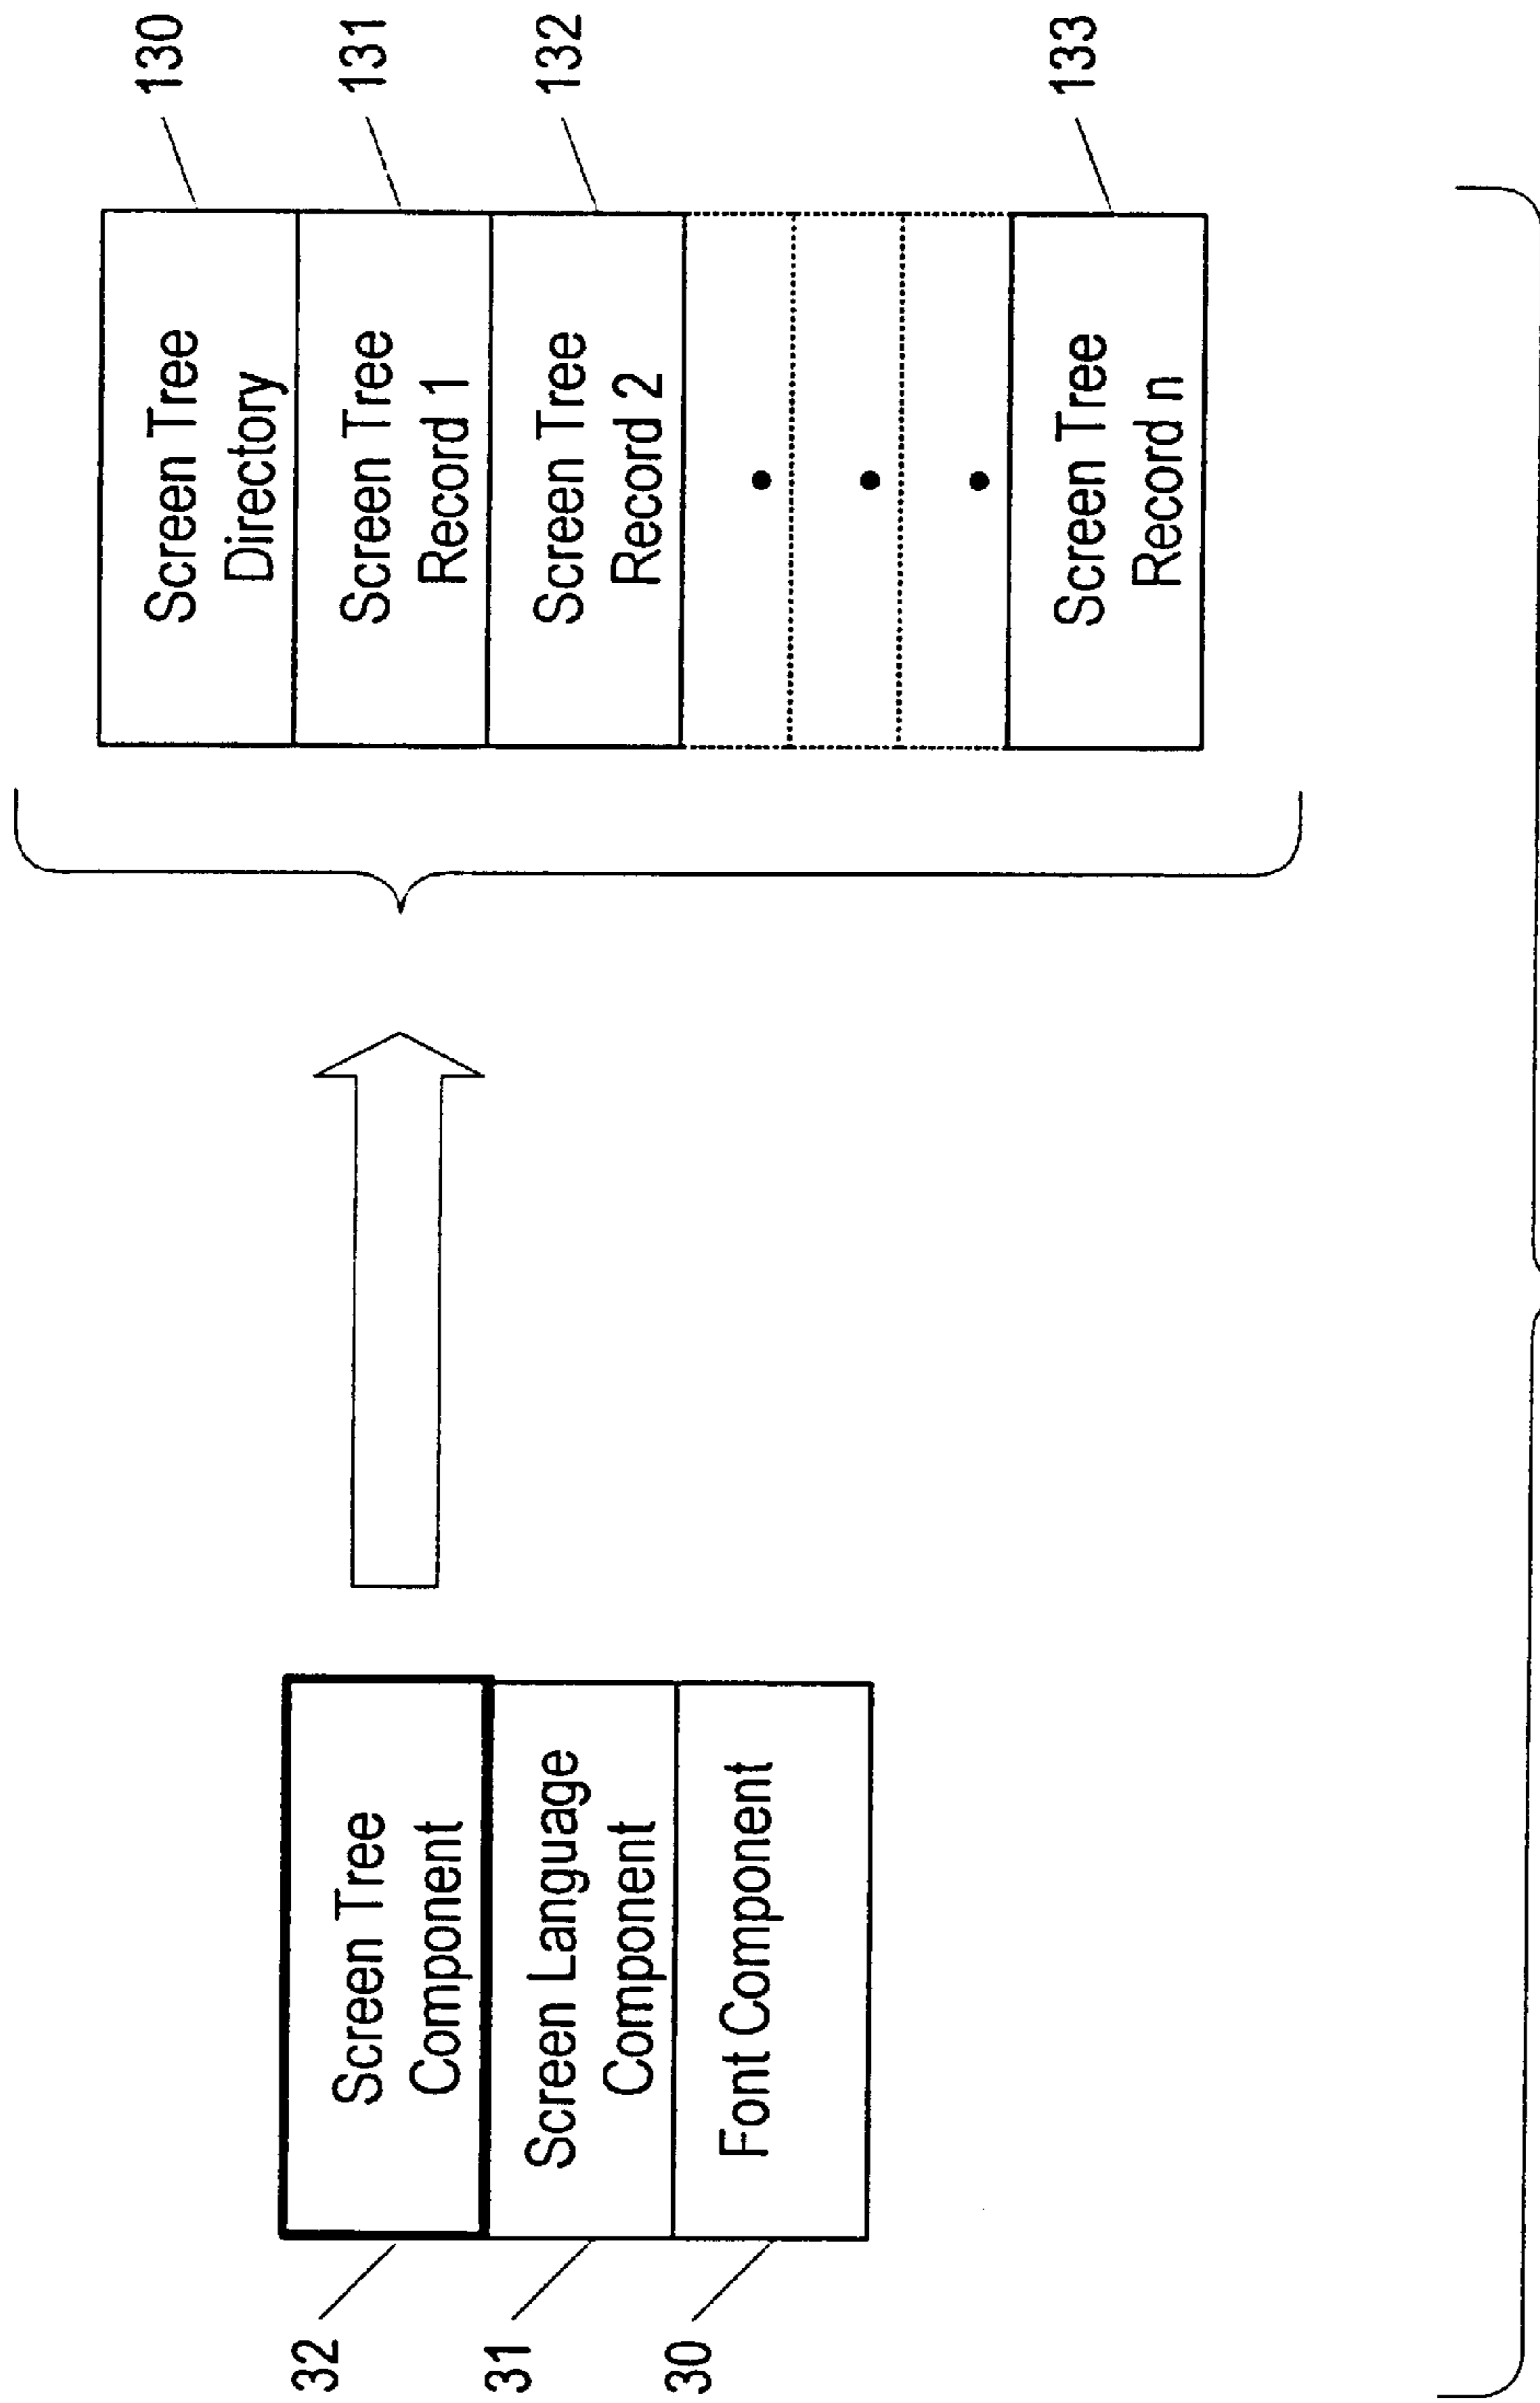 32
Screen Tree
Component
31
Screen Language
Component
30
Font Component
Screen Tree
Directory
130
Screen Tree
Record 1
131
Screen Tree
Record 2
132
Screen Tree
Record n
133